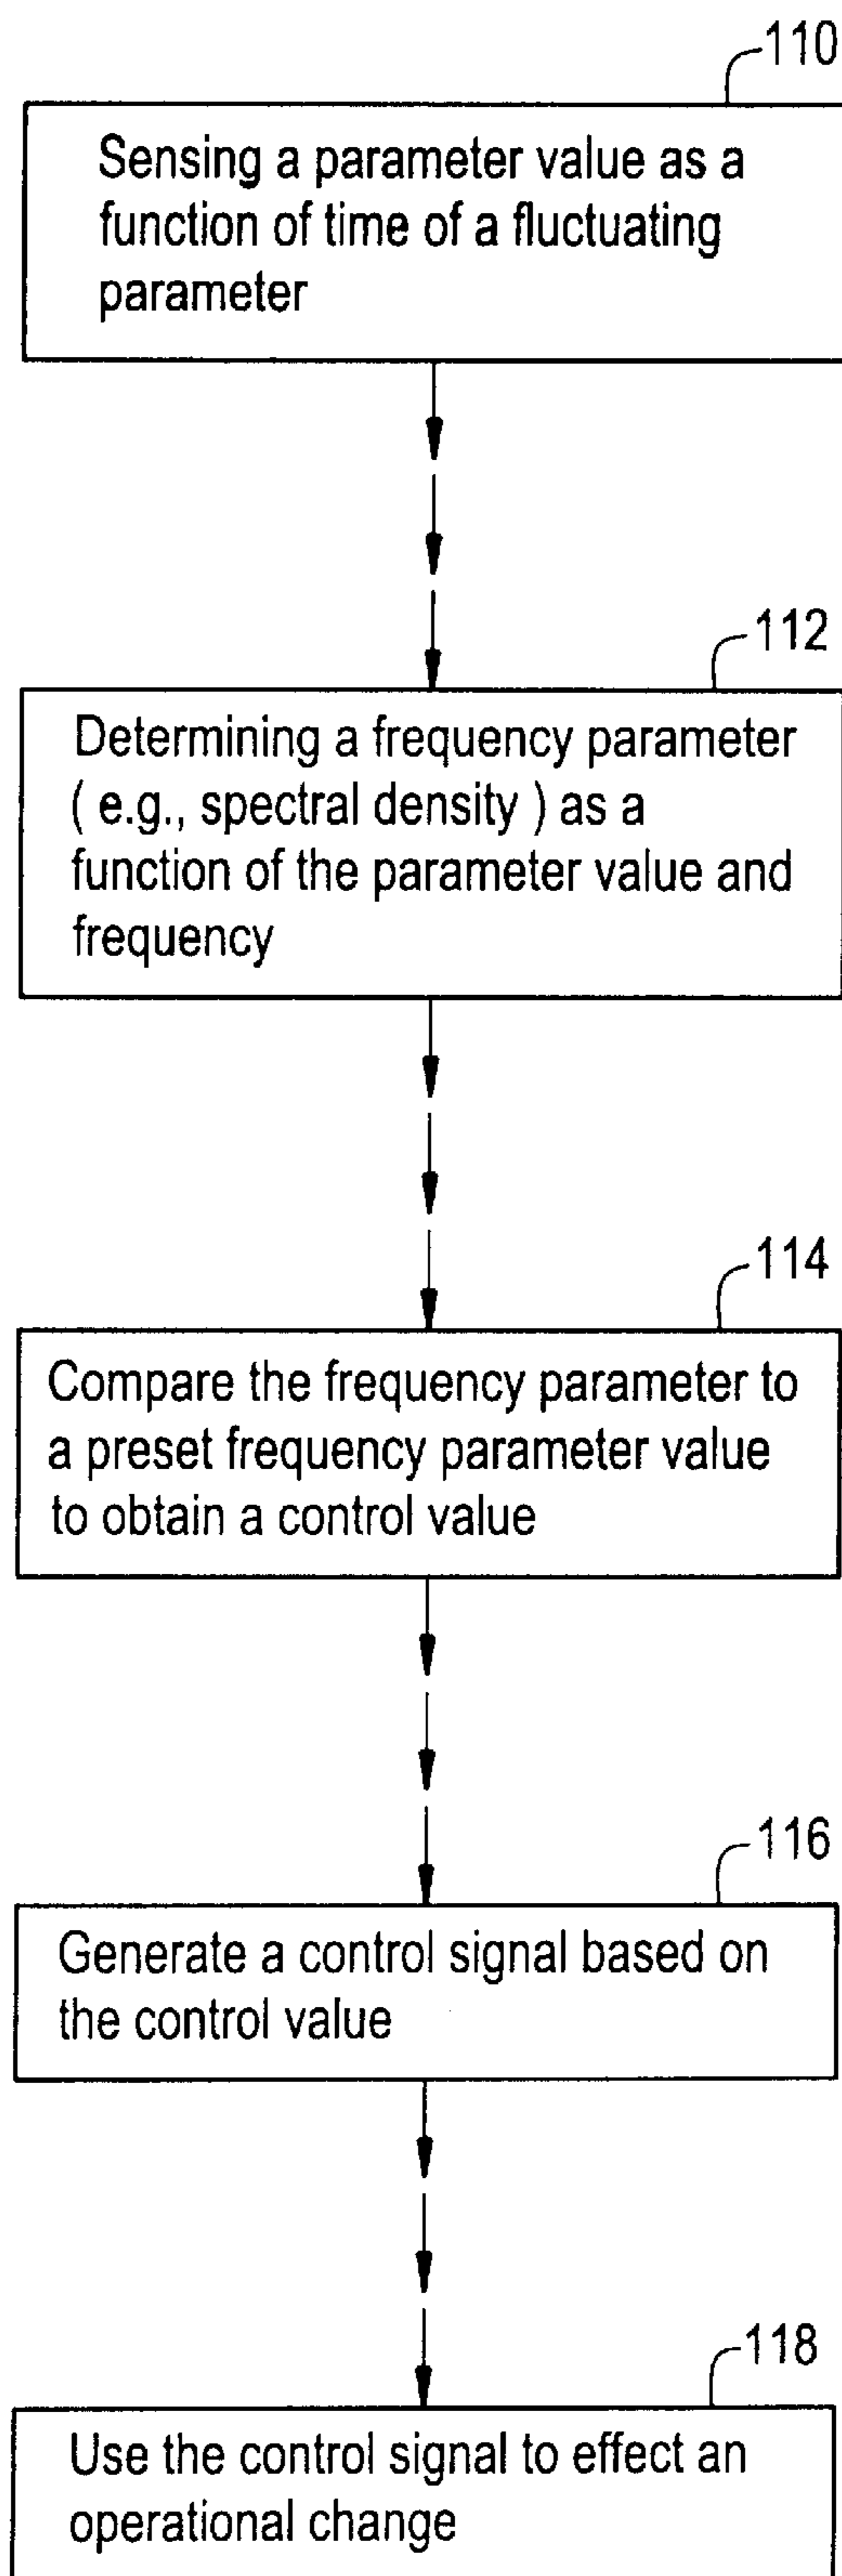 110
Sensing a parameter value as a
function of time of a fluctuating
parameter
112
Determining a frequency parameter
( e.g., spectral density ) as a
function of the parameter value and
frequency
114
Compare the frequency parameter to
a preset frequency parameter value
to obtain a control value
116
Generate a control signal based on
the control value
118
Use the control signal to effect an
operational change